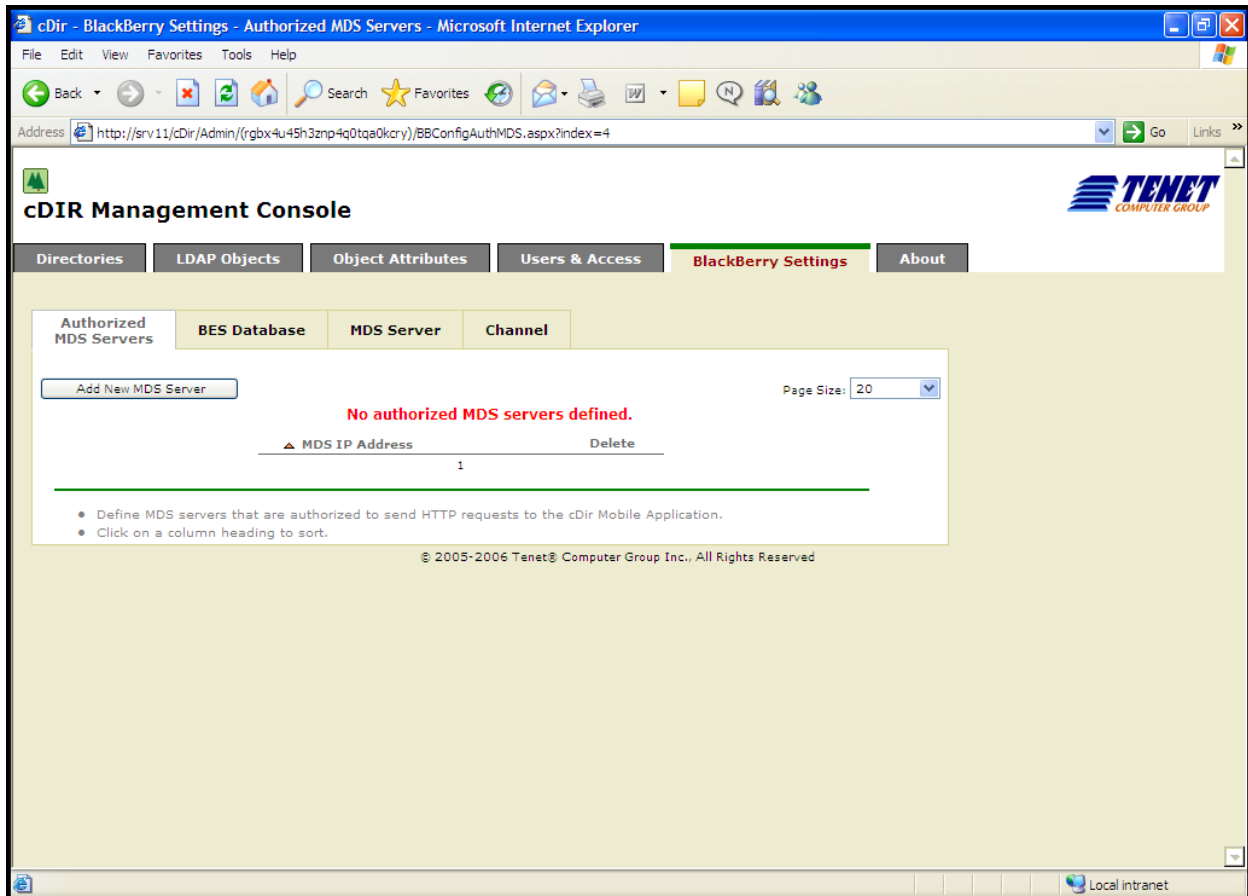 cDir - BlackBerry Settings - Authorized MDS Servers - Microsoft Internet Explorer
File Edit View Favorites Tools Help
Back Search Favorites
Address http://srv11/cDir/Admin/(rgbx4u45h3znp4q0tqa0kcry)/BBConfigAuthMDS.aspx?index=4 Go Links »
TENET
COMPUTER GROUP
cDIR Management Console
Directories LDAP Objects Object Attributes Users & Access BlackBerry Settings About
Authorized
MDS Servers
BES Database MDS Server Channel
Add New MDS Server Page Size: 20
No authorized MDS servers defined.
MDS IP Address Delete
1
Define MDS servers that are authorized to send HTTP requests to the cDir Mobile Application.
Click on a column heading to sort.
© 2005-2006 Tenet® Computer Group Inc., All Rights Reserved
Local intranet